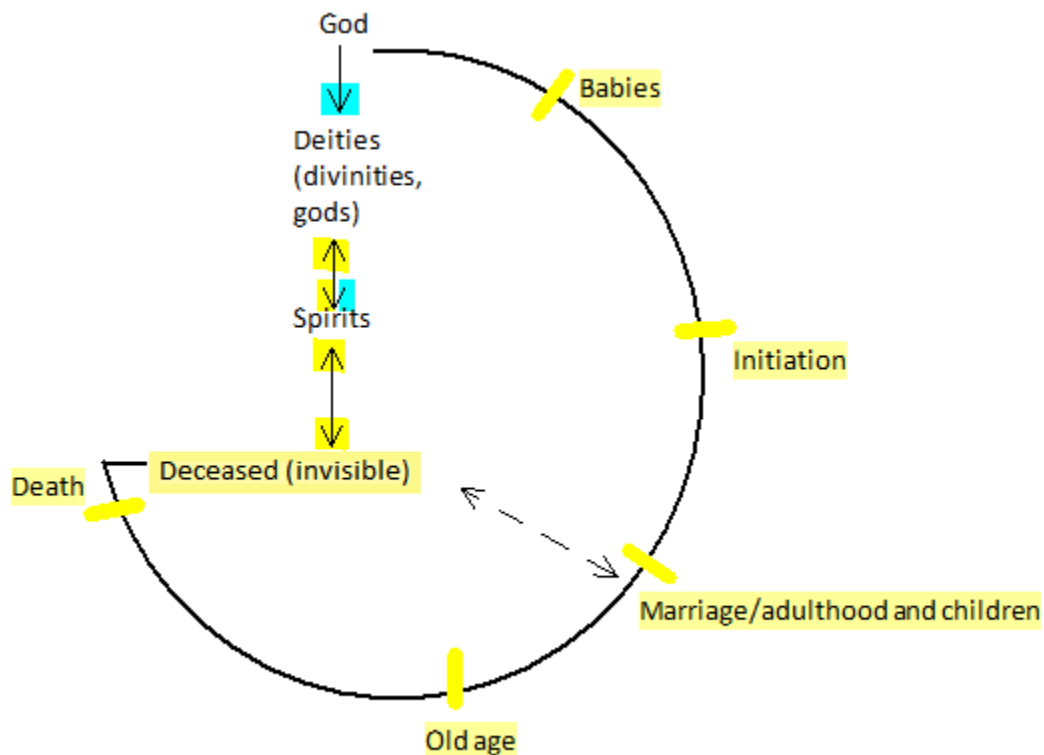 God
Babies
Deities
(divinities,
gods)
Spirits
Initiation
Deceased (invisible)
Death
Marriage/adulthood and children
Old age